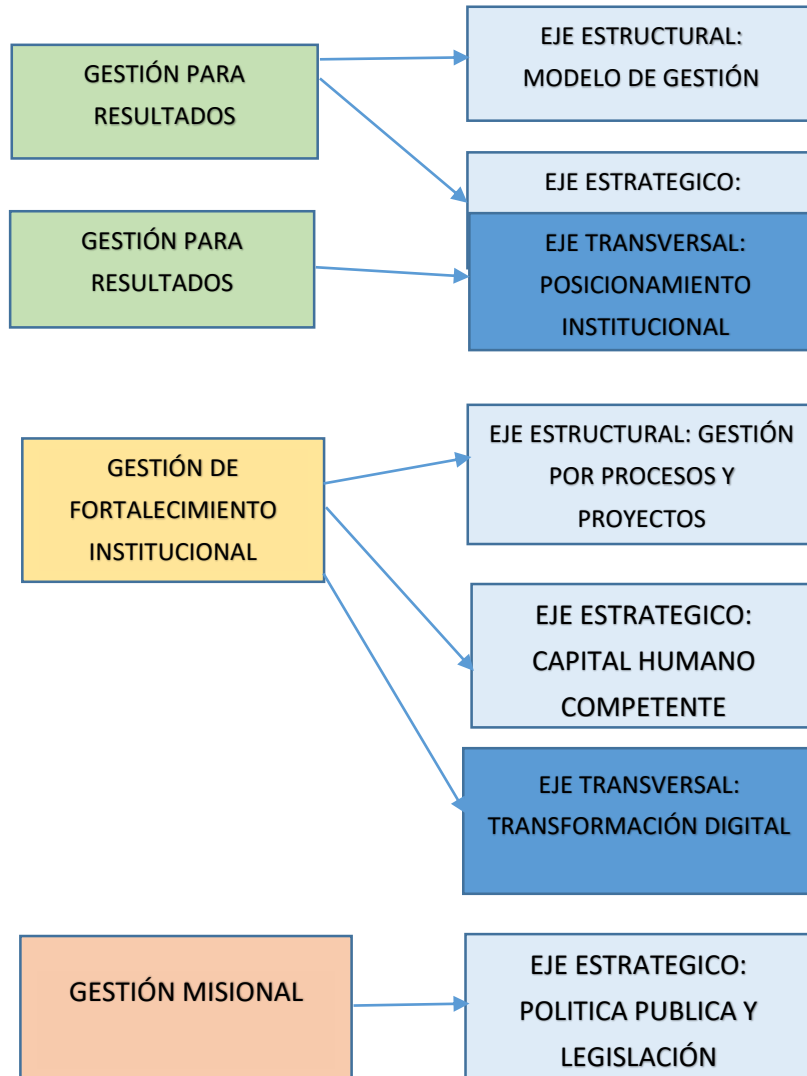 GESTIÓN PARA
RESULTADOS
EJE ESTRUCTURAL:
MODELO DE GESTIÓN
EJE ESTRATEGICO:
GESTIÓN PARA
RESULTADOS
EJE TRANSVERSAL:
POSICIONAMIENTO
INSTITUCIONAL
GESTIÓN DE
FORTALECIMIENTO
INSTITUCIONAL
EJE ESTRUCTURAL: GESTIÓN
POR PROCESOS Y
PROYECTOS
EJE ESTRATEGICO:
CAPITAL HUMANO
COMPETENTE
EJE TRANSVERSAL:
TRANSFORMACIÓN DIGITAL
GESTIÓN MISIONAL
EJE ESTRATEGICO:
POLITICA PUBLICA Y
LEGISLACIÓN